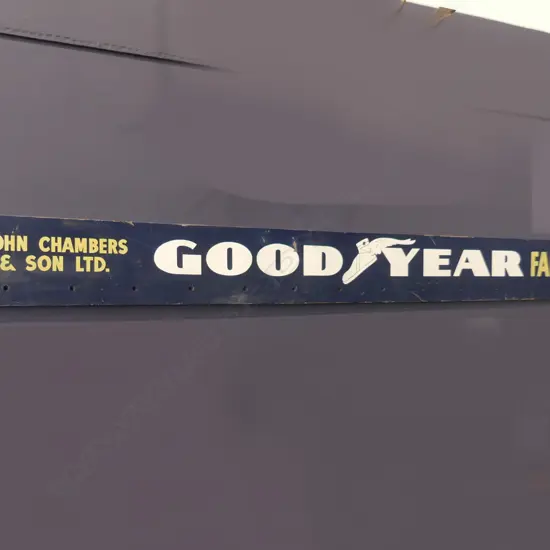 OHN CHAMBERS
& SON LTD.
GOODYEAR FA